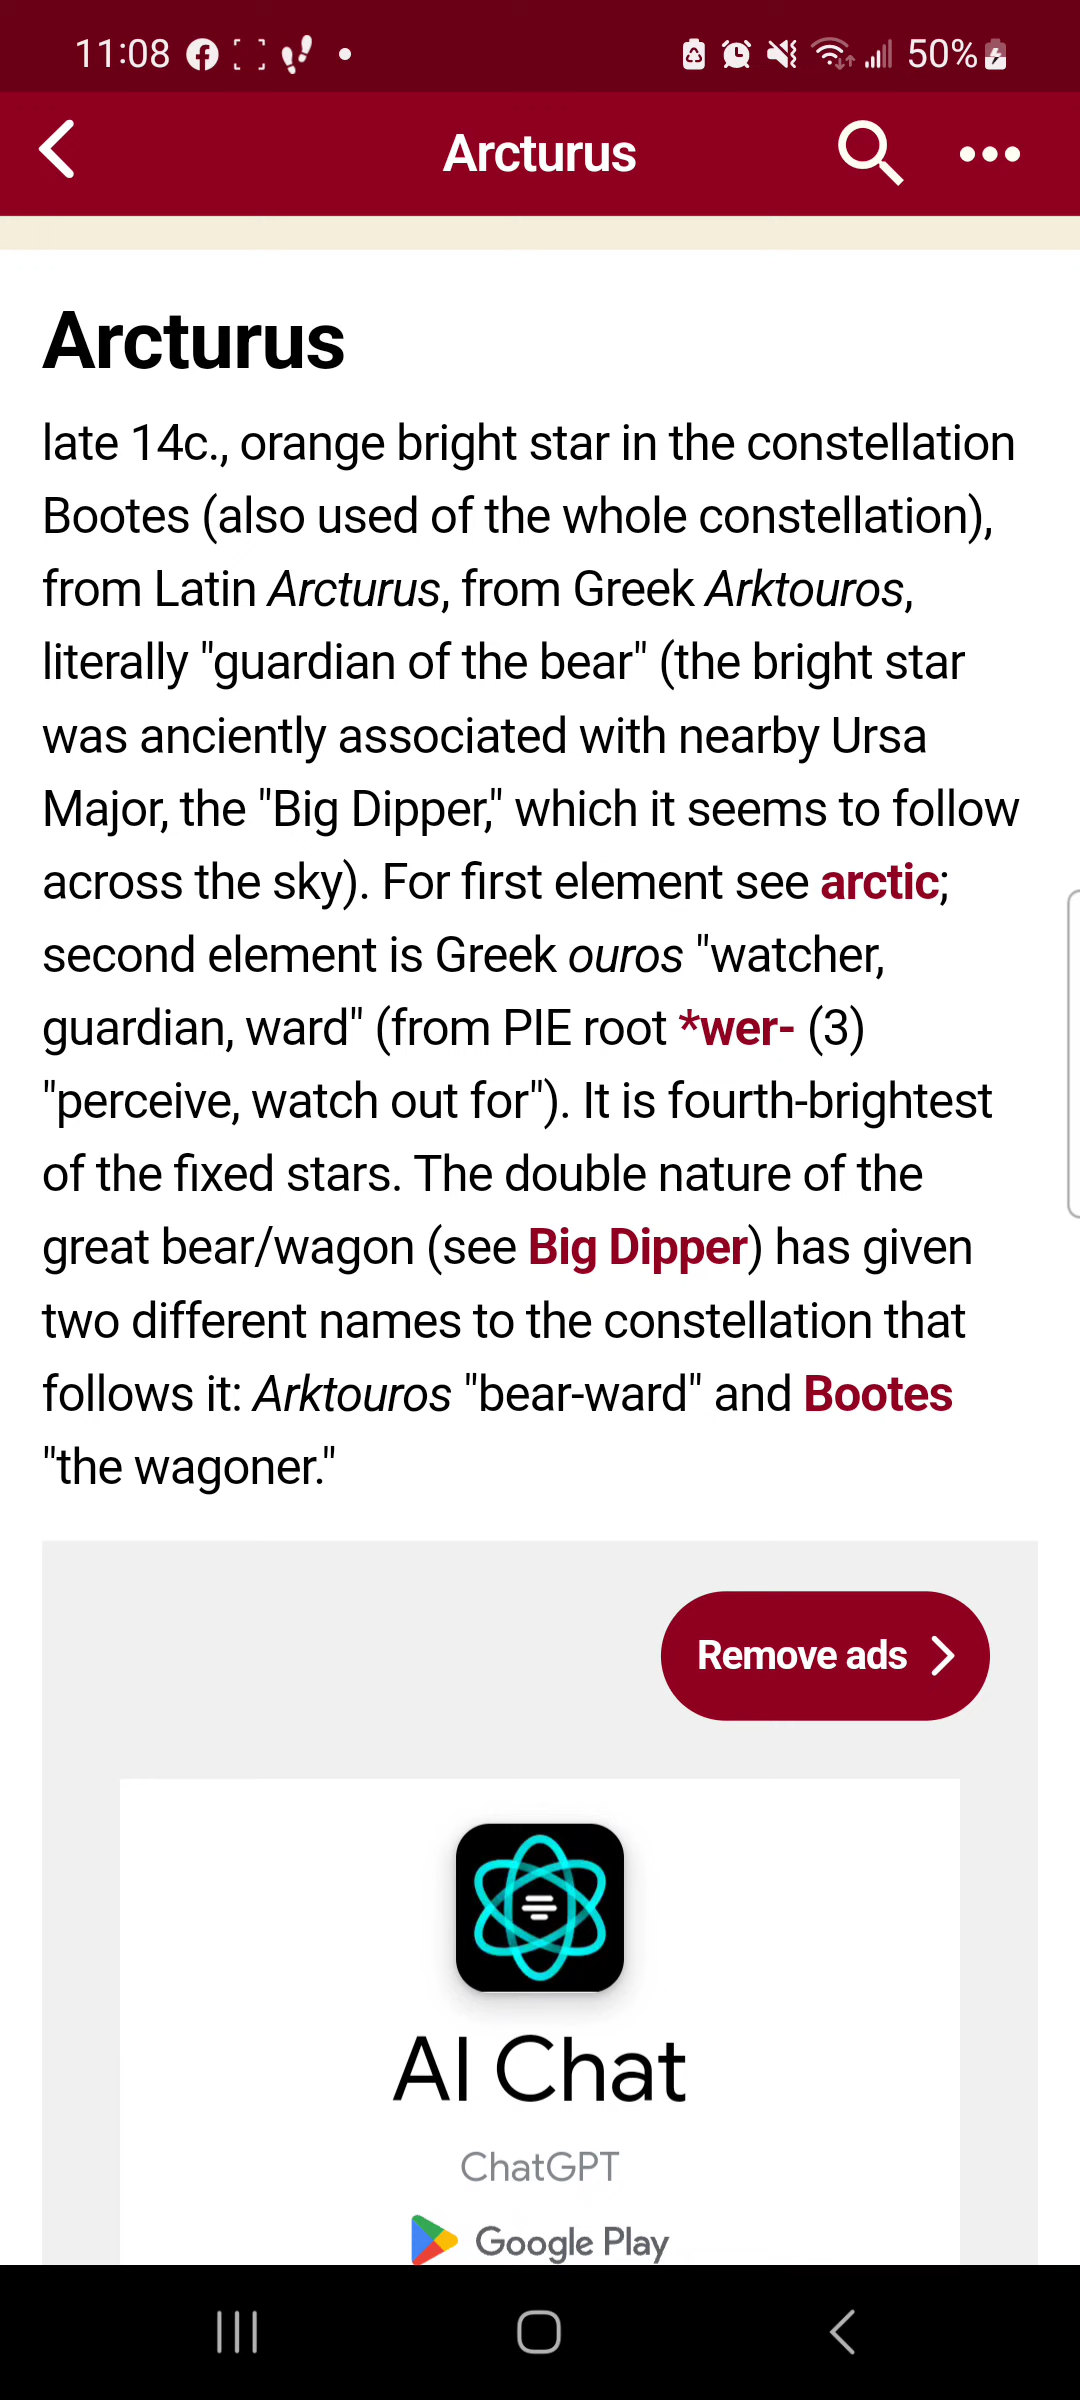 11:08
50%
Arcturus
Arcturus
late 14c., orange bright star in the constellation
Bootes (also used of the whole constellation),
from Latin Arcturus, from Greek Arktouros,
literally "guardian of the bear" (the bright star
was anciently associated with nearby Ursa
Major, the "Big Dipper," which it seems to follow
across the sky). For first element see arctic;
second element is Greek ouros "watcher,
guardian, ward" (from PIE root *wer- (3)
"perceive, watch out for"). It is fourth-brightest
of the fixed stars. The double nature of the
great bear/wagon (see Big Dipper) has given
two different names to the constellation that
follows it: Arktouros "bear-ward" and Bootes
"the wagoner."
Remove ads
AI Chat
ChatGPT
Google Play